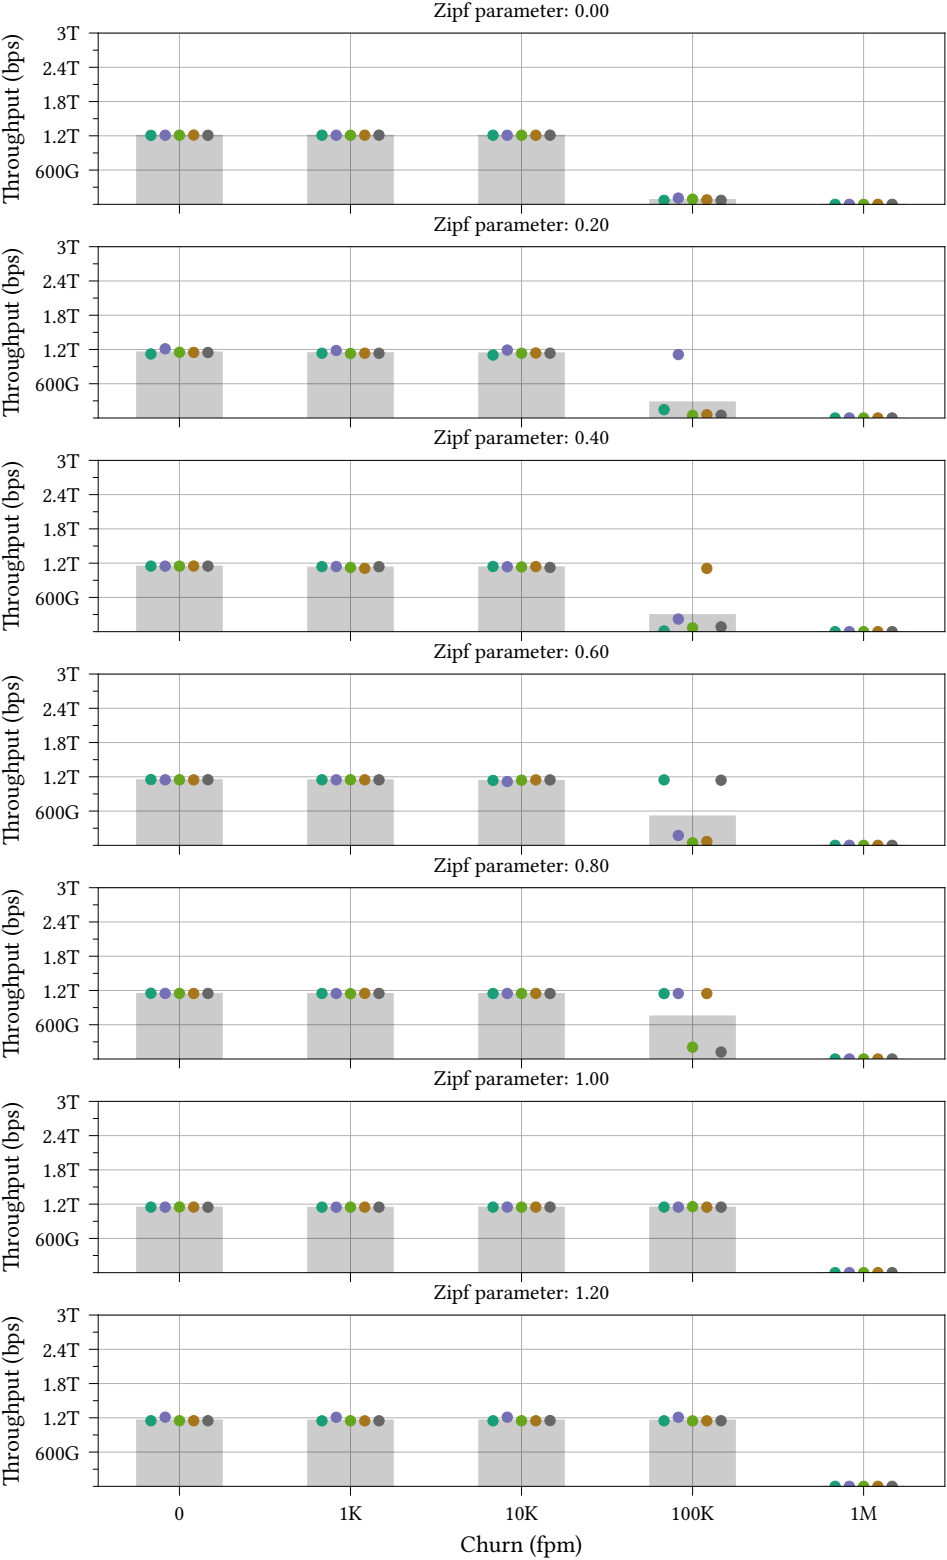 Zipf parameter: 0.00
Throughput (bps)
3T
2.4T
1.8T
1.2T
600G
Zipf parameter: 0.20
Throughput (bps)
3T
2.4T
1.8T
1.2T
600G
Zipf parameter: 0.40
Throughput (bps)
3T
2.4T
1.8T
1.2T
600G
Zipf parameter: 0.60
Throughput (bps)
3T
2.4T
1.8T
1.2T
600G
Zipf parameter: 0.80
Throughput (bps)
3T
2.4T
1.8T
1.2T
600G
Zipf parameter: 1.00
Throughput (bps)
3T
2.4T
1.8T
1.2T
600G
Zipf parameter: 1.20
Throughput (bps)
3T
2.4T
1.8T
1.2T
600G
0 1K 10K 100K 1M
Churn (fpm)